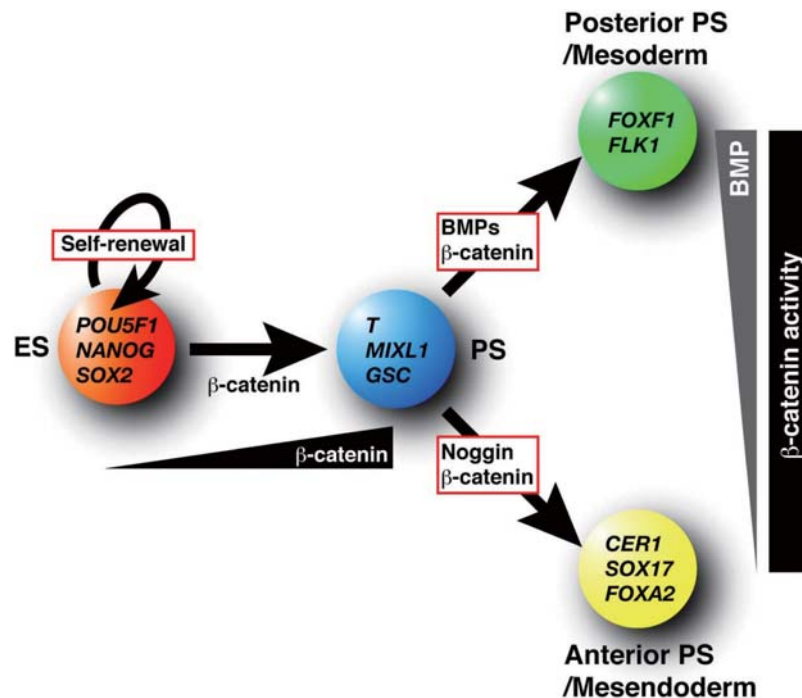 Posterior PS
/Mesoderm
FOXF1
FLK1
BMP
β-catenin activity
Self-renewal
BMPs
β-catenin
ES
POU5F1
NANOG
SOX2
β-catenin
T
MIXL1
GSC
PS
β-catenin
Noggin
β-catenin
CER1
SOX17
FOXA2
Anterior PS
/Mesendoderm